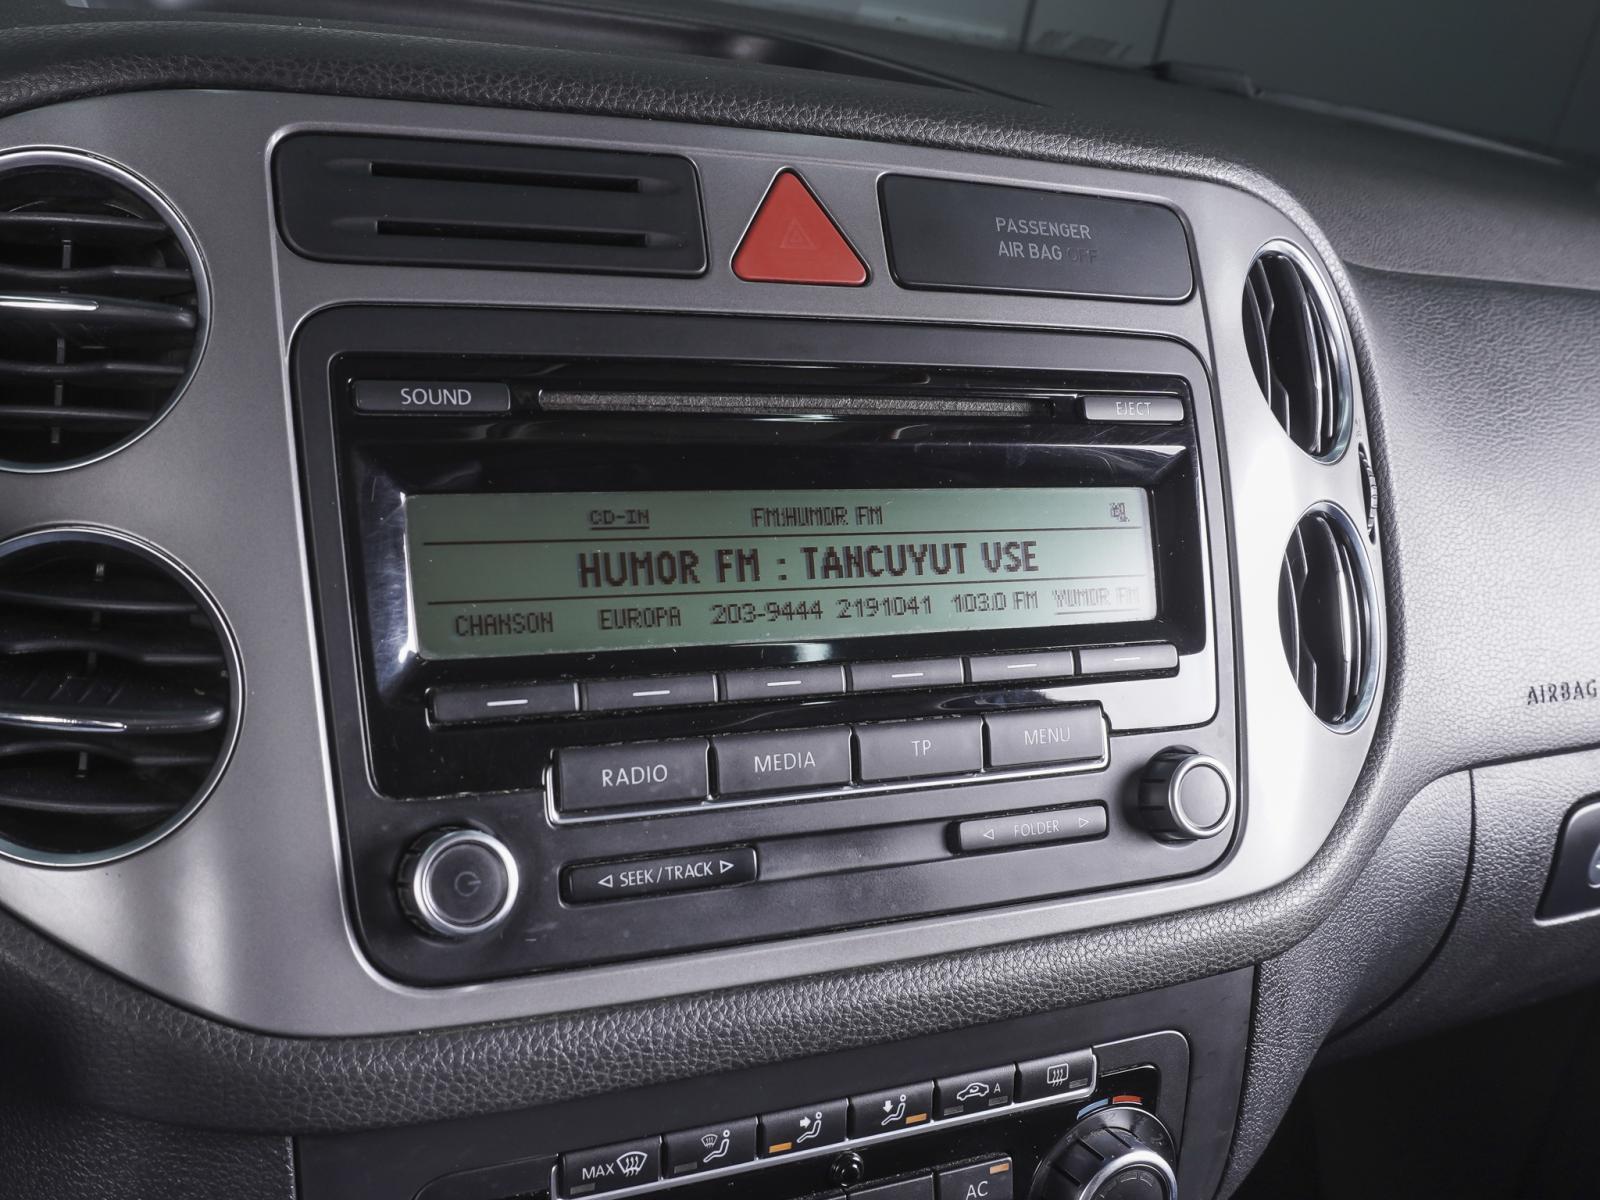 PASSENGER
AIR BAG OFF
SOUND
EJECT
CD-IN FM:HUMOR FM
HUMOR FM : TANCUYUT VSE
CHANSON EUROPA 203-9444 2191041 103.0 FM YUMOR FM
RADIO MEDIA TP MENU
FOLDER
SEEK / TRACK
AIRBAG
A
MAX
AC